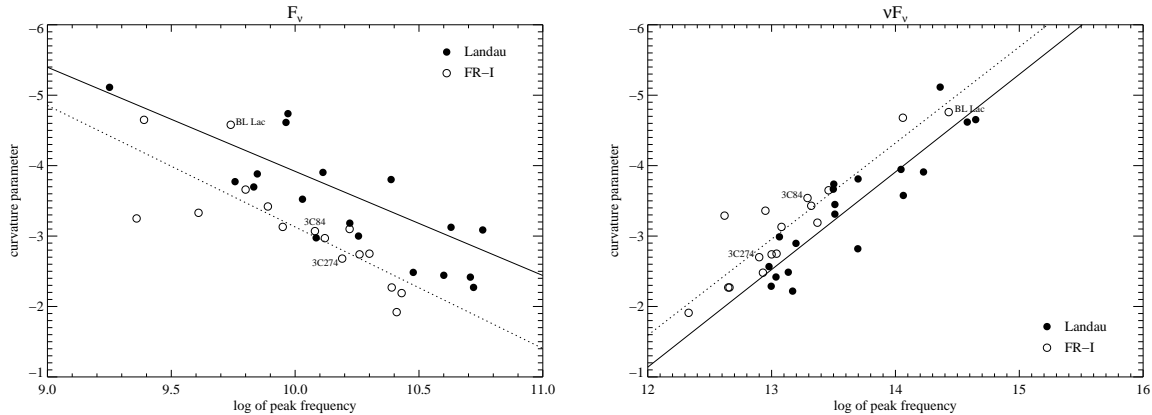 Fν
−6
−5
−4
−3
−2
−1
curvature parameter
Landau
FR−I
BL Lac
3C84
3C274
9.0 9.5 10.0 10.5 11.0
log of peak frequency
νFν
−6
−5
−4
−3
−2
−1
curvature parameter
BL Lac
3C84
3C274
Landau
FR−I
12 13 14 15 16
log of peak frequency